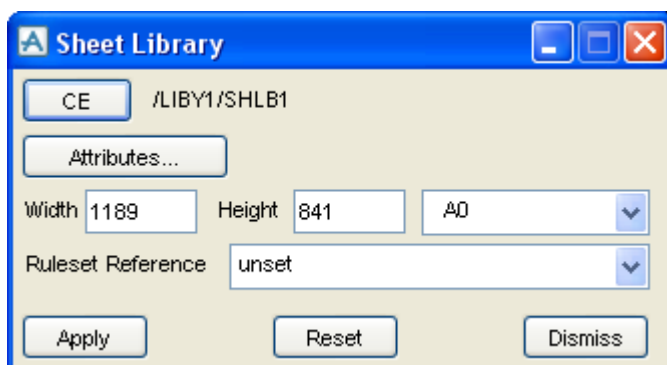 Sheet Library
CE /LIBY1/SHLB1
Attributes...
Width 1189 Height 841 A0
Ruleset Reference unset
Apply Reset Dismiss